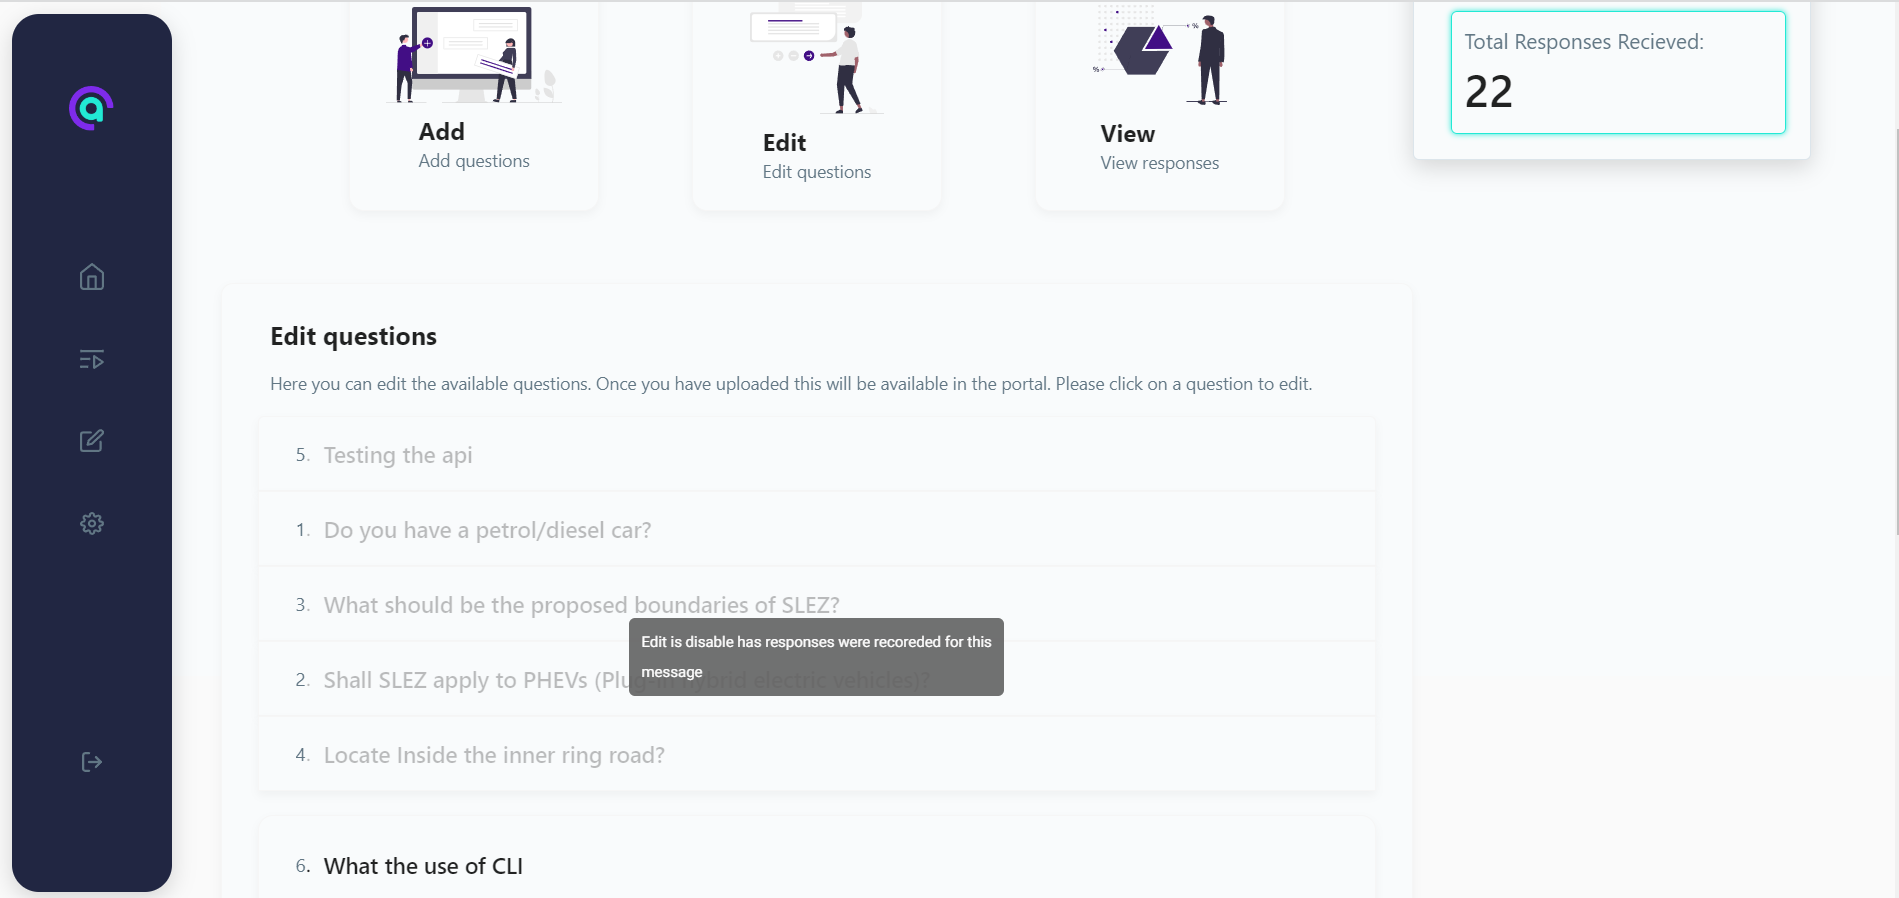 Total Responses Recieved:
22
Add
Add questions
Edit
Edit questions
View
View responses
%
%
Edit questions
Here you can edit the available questions. Once you have uploaded this will be available in the portal. Please click on a question to edit.
5. Testing the api
1. Do you have a petrol/diesel car?
3. What should be the proposed boundaries of SLEZ?
Edit is disable has responses were recoreded for this
message
2. Shall SLEZ apply to PHEVs (Plug-in hybrid electric vehicles)?
4. Locate Inside the inner ring road?
6. What the use of CLI